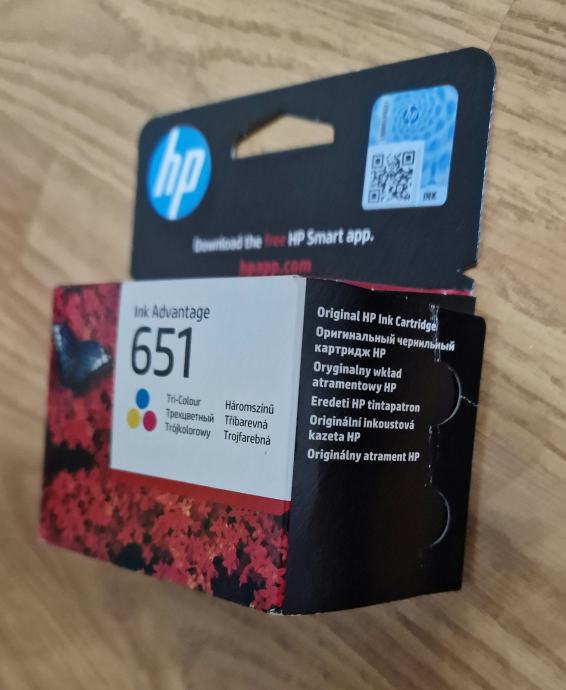 hp
INK
Download the free HP Smart app.
hpapp.com
Ink Advantage
651
Tri-Colour
Трехцветный
Trójkolorowy
Háromszínű
Tříbarevná
Trojfarebná
Original HP Ink Cartridge
Оригинальный чернильный
картридж HP
Oryginalny wkład
atramentowy HP
Eredeti HP tintapatron
Originální inkoustová
kazeta HP
Originálny atrament HP